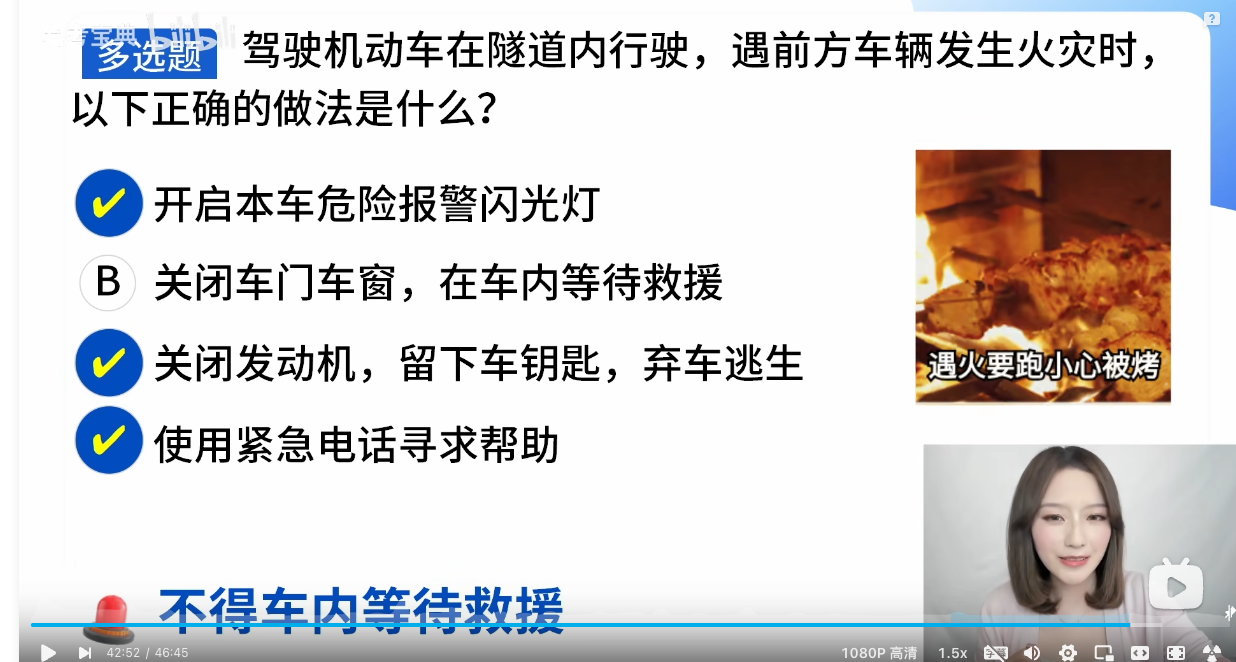 多选题 驾驶机动车在隧道内行驶，遇前方车辆发生火灾时，
以下正确的做法是什么？
开启本车危险报警闪光灯
B 关闭车门车窗，在车内等待救援
关闭发动机，留下车钥匙，弃车逃生
使用紧急电话寻求帮助
遇火要跑小心被烤
不得车内等待救援
42:52 / 46:45
1080P 高清
1.5x